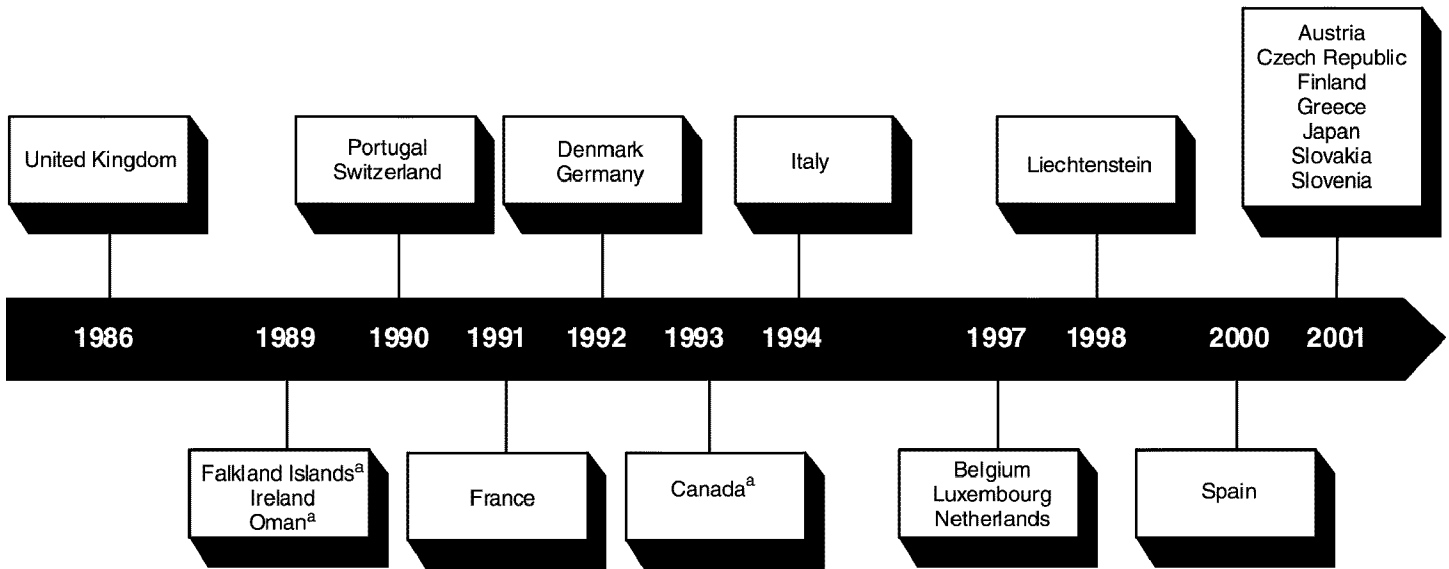 Austria
Czech Republic
Finland
Greece
Japan
Slovakia
Slovenia
United Kingdom
Portugal
Switzerland
Denmark
Germany
Italy
Liechtenstein
1986 1989 1990 1991 1992 1993 1994 1997 1998 2000 2001
Falkland Islandsᵃ
Ireland
Omanᵃ
France
Canadaᵃ
Belgium
Luxembourg
Netherlands
Spain